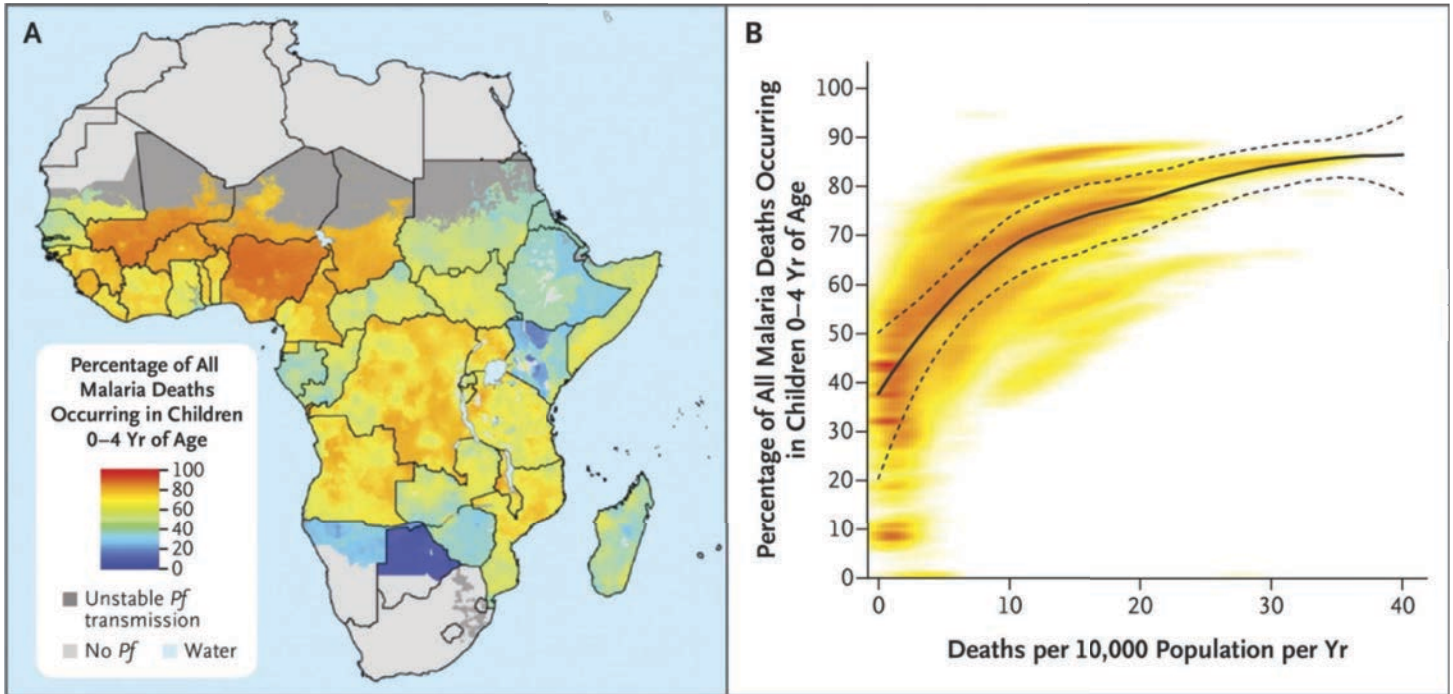 A
Percentage of All
Malaria Deaths
Occurring in Children
0–4 Yr of Age
100
80
60
40
20
0
Unstable Pf
transmission
No Pf
Water
B
Percentage of All Malaria Deaths Occurring
in Children 0–4 Yr of Age
100
90
80
70
60
50
40
30
20
10
0
0
10
20
30
40
Deaths per 10,000 Population per Yr